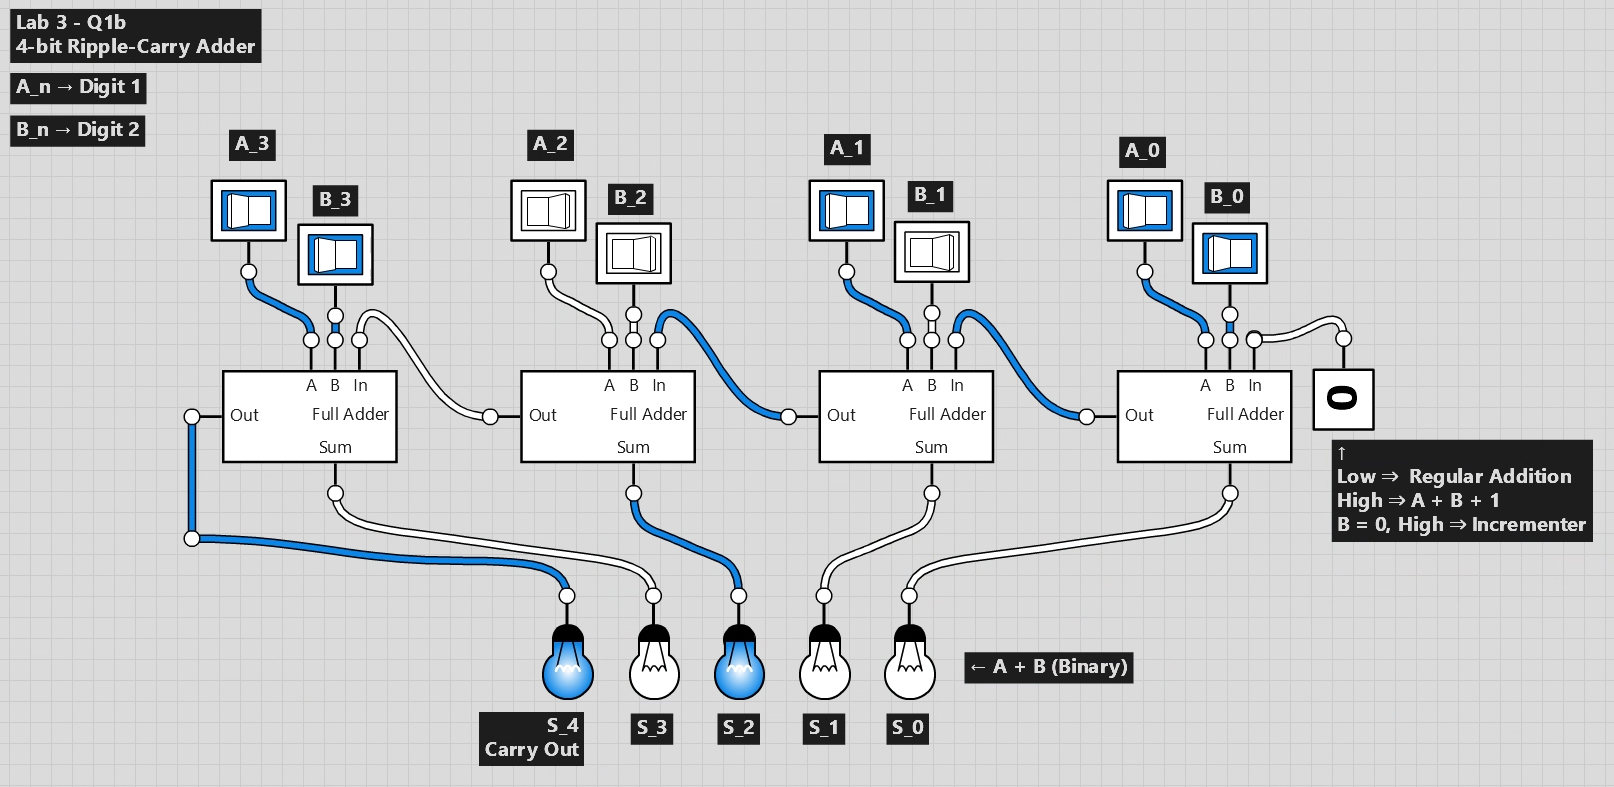 Lab 3 - Q1b
4-bit Ripple-Carry Adder
A_n → Digit 1
B_n → Digit 2
A_3
B_3
A_2
B_2
A_1
B_1
A_0
B_0
A B In
Out Full Adder
Sum
A B In
Out Full Adder
Sum
A B In
Out Full Adder
Sum
A B In
Out Full Adder
Sum
0
↑
Low ⇒ Regular Addition
High ⇒ A + B + 1
B = 0, High ⇒ Incrementer
← A + B (Binary)
S_4
Carry Out
S_3
S_2
S_1
S_0